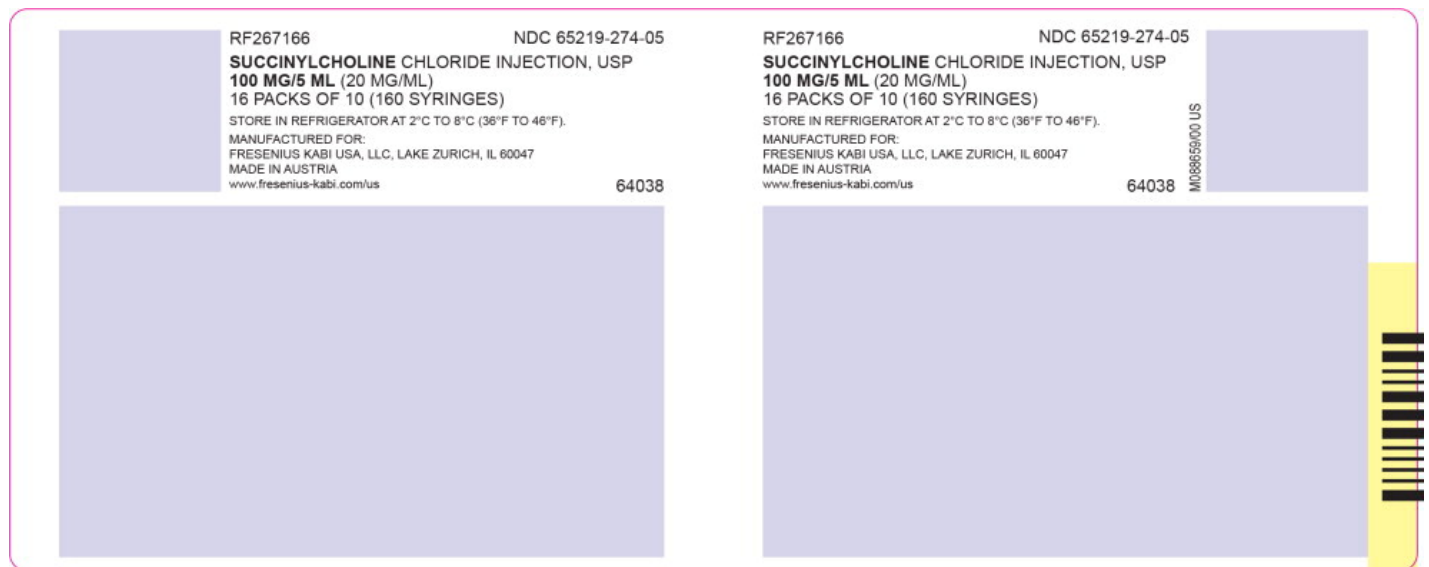 RF267166 NDC 65219-274-05
SUCCINYLCHOLINE CHLORIDE INJECTION, USP
100 MG/5 ML (20 MG/ML)
16 PACKS OF 10 (160 SYRINGES)
STORE IN REFRIGERATOR AT 2°C TO 8°C (36°F TO 46°F).
MANUFACTURED FOR:
FRESENIUS KABI USA, LLC, LAKE ZURICH, IL 60047
MADE IN AUSTRIA
www.fresenius-kabi.com/us 64038
RF267166 NDC 65219-274-05
SUCCINYLCHOLINE CHLORIDE INJECTION, USP
100 MG/5 ML (20 MG/ML)
16 PACKS OF 10 (160 SYRINGES)
STORE IN REFRIGERATOR AT 2°C TO 8°C (36°F TO 46°F).
MANUFACTURED FOR:
FRESENIUS KABI USA, LLC, LAKE ZURICH, IL 60047
MADE IN AUSTRIA
www.fresenius-kabi.com/us 64038
M088659/00 US